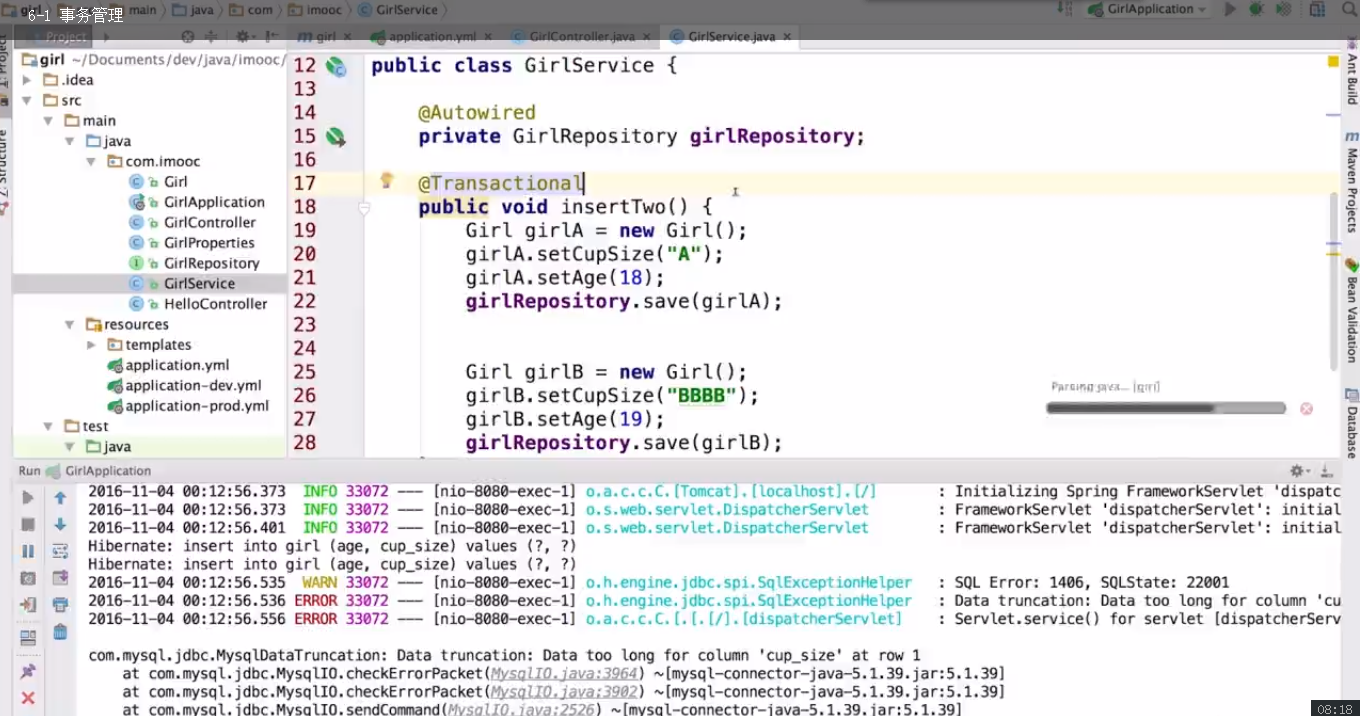 6-1 事务管理
main java com imooc GirlService
GirlApplication
Project
girl application.yml GirlController.java GirlService.java
girl ~/Documents/dev/java/imooc/
.idea
src
main
java
com.imooc
Girl
GirlApplication
GirlController
GirlProperties
GirlRepository
GirlService
HelloController
resources
templates
application.yml
application-dev.yml
application-prod.yml
test
java
12 public class GirlService {
13
14 @Autowired
15 private GirlRepository girlRepository;
16
17 @Transactional
18 public void insertTwo() {
19 Girl girlA = new Girl();
20 girlA.setCupSize("A");
21 girlA.setAge(18);
22 girlRepository.save(girlA);
23
24
25 Girl girlB = new Girl();
26 girlB.setCupSize("BBBB");
27 girlB.setAge(19);
28 girlRepository.save(girlB);
Parsing java... [girl]
Ant Build
Maven Projects
Bean Validation
Database
Z: Structure
Run GirlApplication
2016-11-04 00:12:56.373 INFO 33072 --- [nio-8080-exec-1] o.a.c.c.C.[Tomcat].[localhost].[/] : Initializing Spring FrameworkServlet 'dispatc
2016-11-04 00:12:56.373 INFO 33072 --- [nio-8080-exec-1] o.s.web.servlet.DispatcherServlet : FrameworkServlet 'dispatcherServlet': initial
2016-11-04 00:12:56.401 INFO 33072 --- [nio-8080-exec-1] o.s.web.servlet.DispatcherServlet : FrameworkServlet 'dispatcherServlet': initial
Hibernate: insert into girl (age, cup_size) values (?, ?)
Hibernate: insert into girl (age, cup_size) values (?, ?)
2016-11-04 00:12:56.535 WARN 33072 --- [nio-8080-exec-1] o.h.engine.jdbc.spi.SqlExceptionHelper : SQL Error: 1406, SQLState: 22001
2016-11-04 00:12:56.536 ERROR 33072 --- [nio-8080-exec-1] o.h.engine.jdbc.spi.SqlExceptionHelper : Data truncation: Data too long for column 'cu
2016-11-04 00:12:56.556 ERROR 33072 --- [nio-8080-exec-1] o.a.c.c.C.[.[.[/].[dispatcherServlet] : Servlet.service() for servlet [dispatcherServ
com.mysql.jdbc.MysqlDataTruncation: Data truncation: Data too long for column 'cup_size' at row 1
at com.mysql.jdbc.MysqlIO.checkErrorPacket(MysqlIO.java:3964) ~[mysql-connector-java-5.1.39.jar:5.1.39]
at com.mysql.jdbc.MysqlIO.checkErrorPacket(MysqlIO.java:3902) ~[mysql-connector-java-5.1.39.jar:5.1.39]
at com.mysql.jdbc.MysqlIO.sendCommand(MysqlIO.java:2526) ~[mysql-connector-java-5.1.39.jar:5.1.39]
08:18